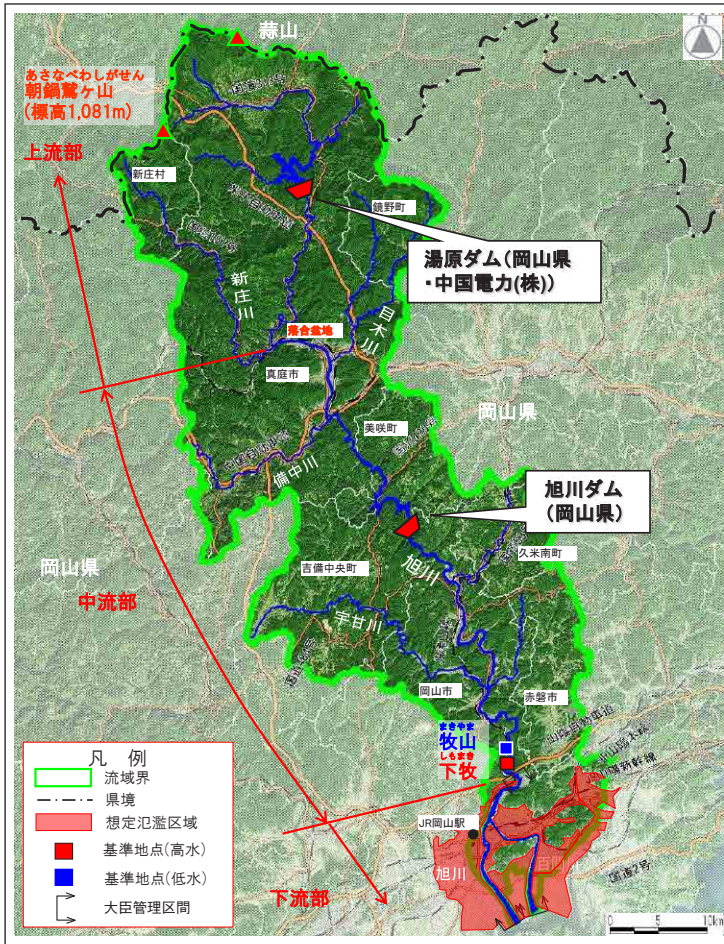 蒜山
あさなべわしがせん
朝鍋鷲ヶ山
(標高1,081m)
上流部
新庄村
鏡野町
湯原ダム(岡山県
・中国電力(株))
新庄川
目木川
落合盆地
真庭市
岡山県
美咲町
備中川
旭川ダム
(岡山県)
久米南町
岡山県
吉備中央町
旭川
中流部
宇甘川
岡山市
赤磐市
まきやま
牧山
しもまき
下牧
凡 例
流域界
県境
想定氾濫区域
基準地点(高水)
基準地点(低水)
大臣管理区間
JR岡山駅
旭川
国道2号
下流部
0 5 10km